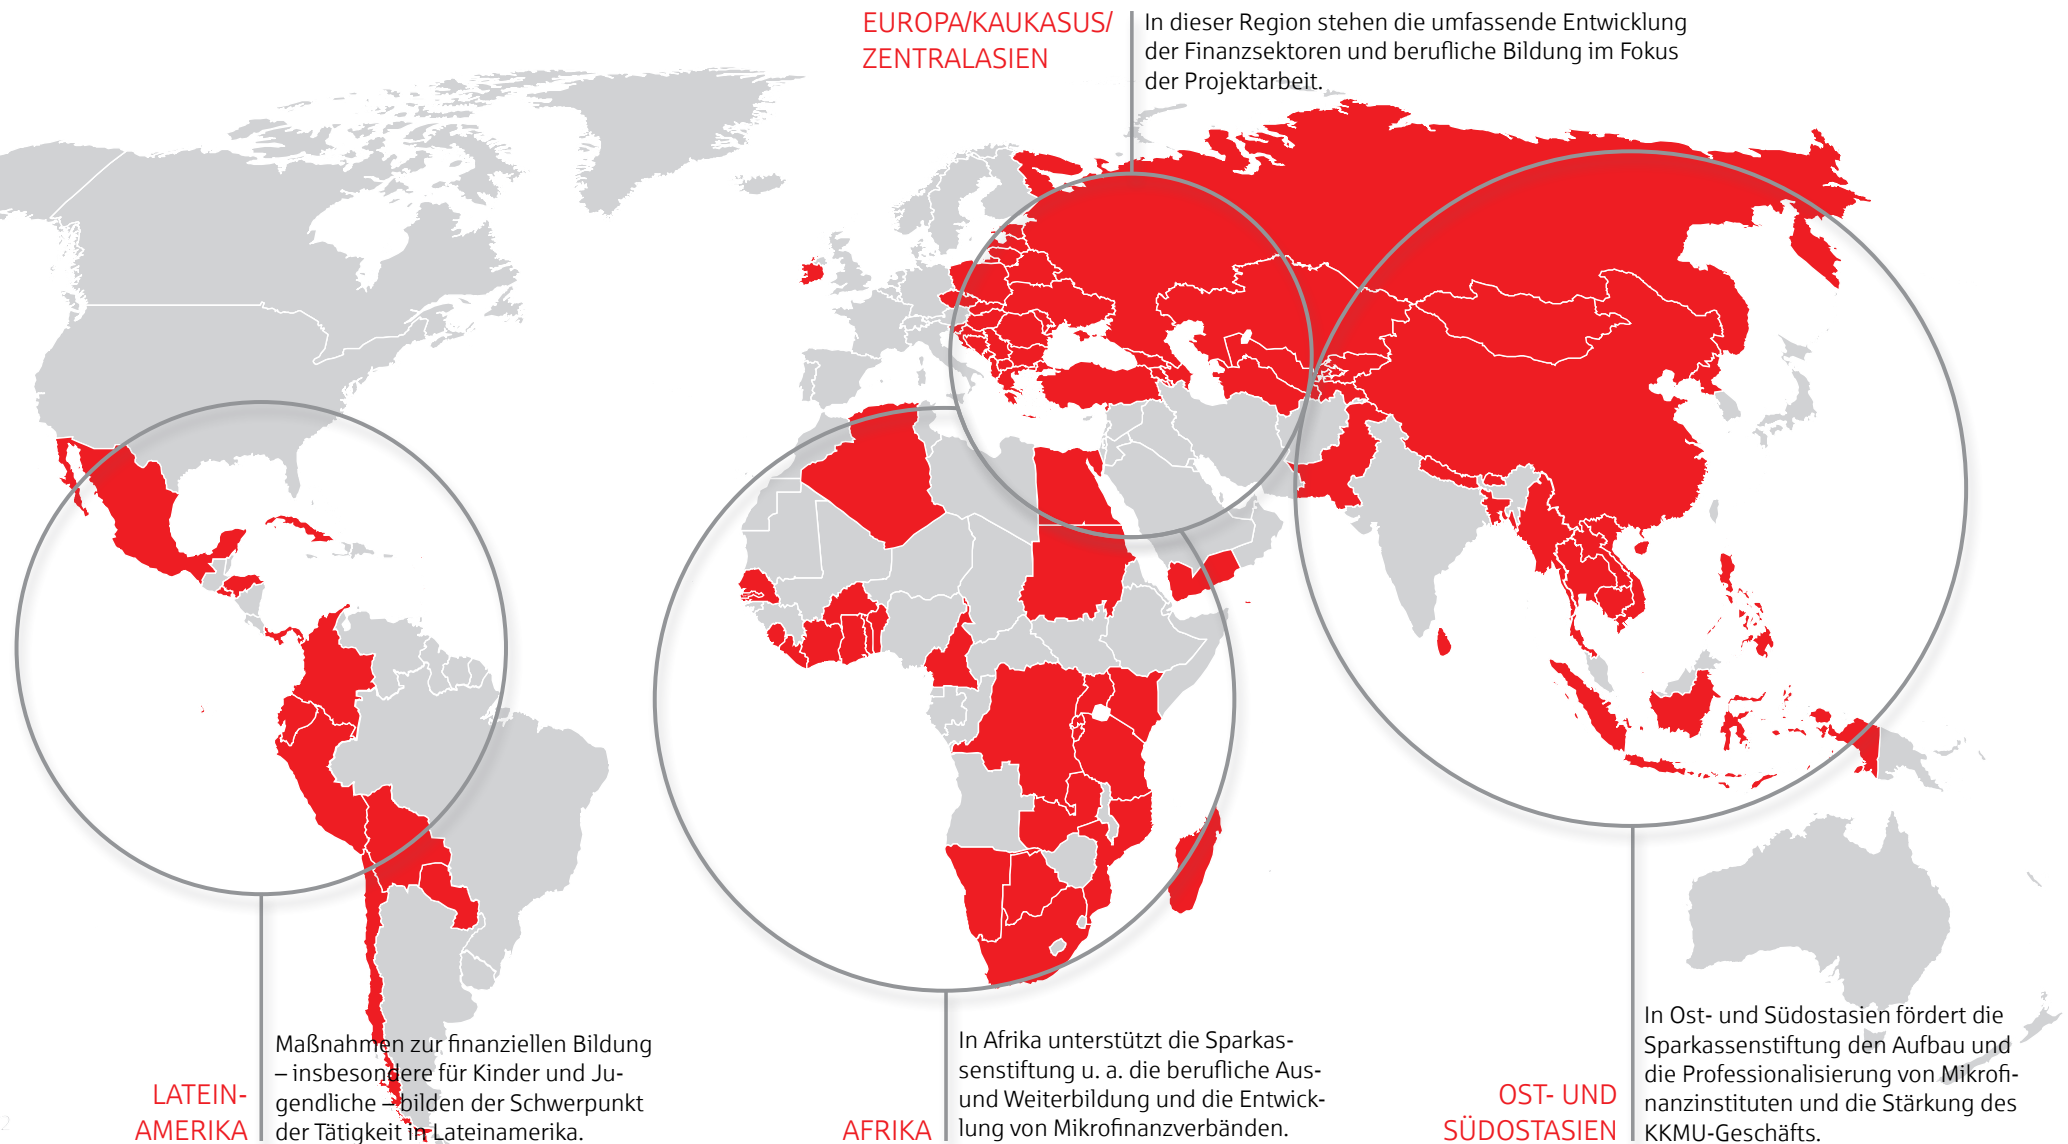 EUROPA/KAUKASUS/
ZENTRALASIEN
In dieser Region stehen die umfassende Entwicklung
der Finanzsektoren und berufliche Bildung im Fokus
der Projektarbeit.
LATEIN-
AMERIKA
Maßnahmen zur finanziellen Bildung
– insbesondere für Kinder und Ju-
gendliche – bilden der Schwerpunkt
der Tätigkeit in Lateinamerika.
AFRIKA
In Afrika unterstützt die Sparkas-
senstiftung u. a. die berufliche Aus-
und Weiterbildung und die Entwick-
lung von Mikrofinanzverbänden.
OST- UND
SÜDOSTASIEN
In Ost- und Südostasien fördert die
Sparkassenstiftung den Aufbau und
die Professionalisierung von Mikrofi-
nanzinstituten und die Stärkung des
KKMU-Geschäfts.
2